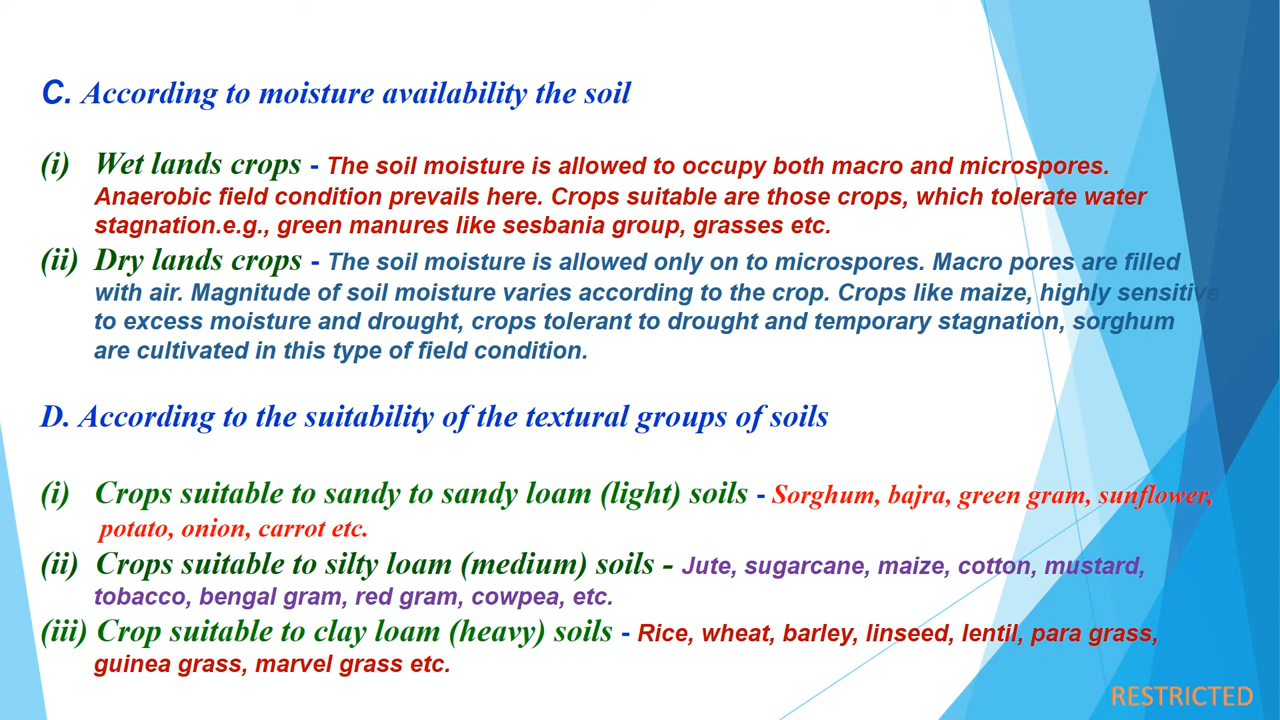 C. According to moisture availability the soil
(i) Wet lands crops - The soil moisture is allowed to occupy both macro and microspores.
Anaerobic field condition prevails here. Crops suitable are those crops, which tolerate water
stagnation.e.g., green manures like sesbania group, grasses etc.
(ii) Dry lands crops - The soil moisture is allowed only on to microspores. Macro pores are filled
with air. Magnitude of soil moisture varies according to the crop. Crops like maize, highly sensitive
to excess moisture and drought, crops tolerant to drought and temporary stagnation, sorghum
are cultivated in this type of field condition.
D. According to the suitability of the textural groups of soils
(i) Crops suitable to sandy to sandy loam (light) soils - Sorghum, bajra, green gram, sunflower,
potato, onion, carrot etc.
(ii) Crops suitable to silty loam (medium) soils - Jute, sugarcane, maize, cotton, mustard,
tobacco, bengal gram, red gram, cowpea, etc.
(iii) Crop suitable to clay loam (heavy) soils - Rice, wheat, barley, linseed, lentil, para grass,
guinea grass, marvel grass etc.
RESTRICTED